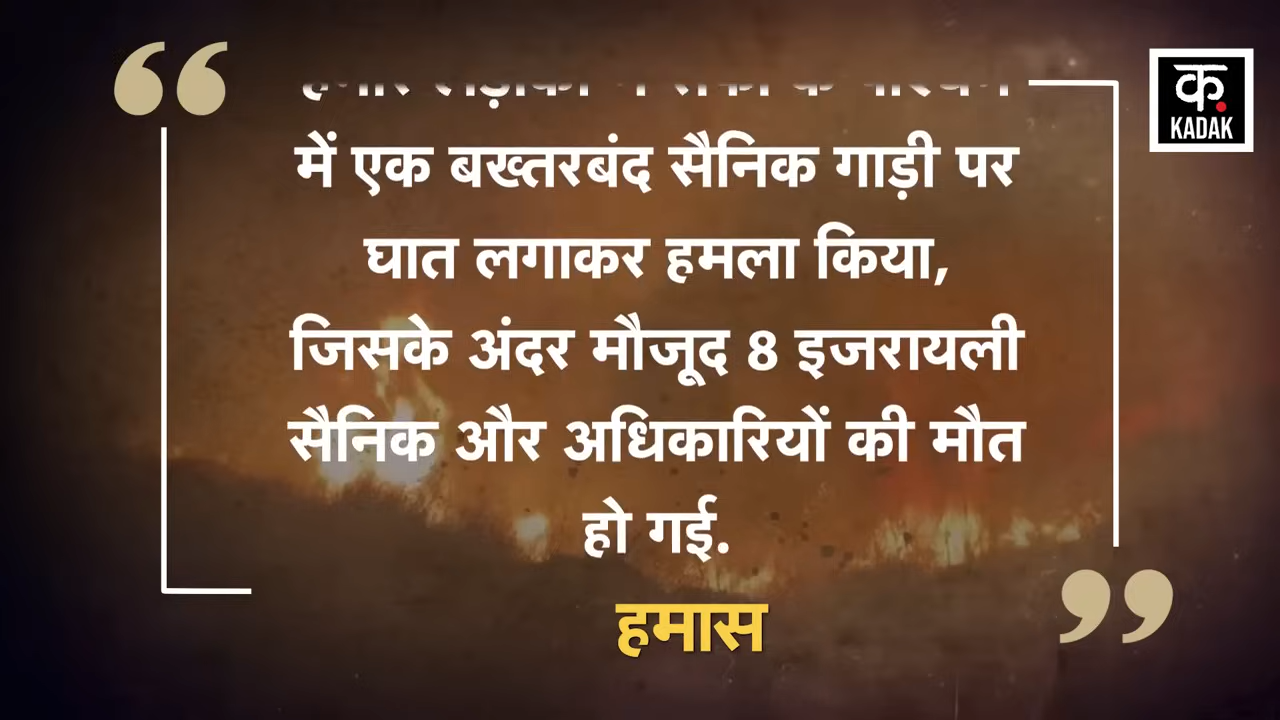 में एक बख्तरबंद सैनिक गाड़ी पर
घात लगाकर हमला किया,
जिसके अंदर मौजूद 8 इजरायली
सैनिक और अधिकारियों की मौत
हो गई.
हमास
क.
KADAK